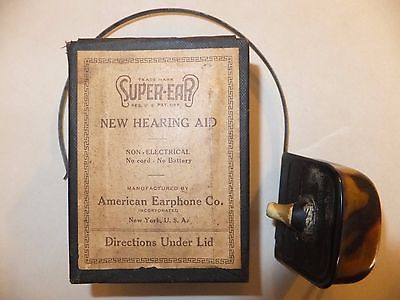 TRADE MARK
SUPER-EAR
REG. U.S. PAT. OFF.
NEW HEARING AID
NON-ELECTRICAL
No cord - No Battery
MANUFACTURED BY
American Earphone Co.
INCORPORATED
New York, U. S. A.
Directions Under Lid